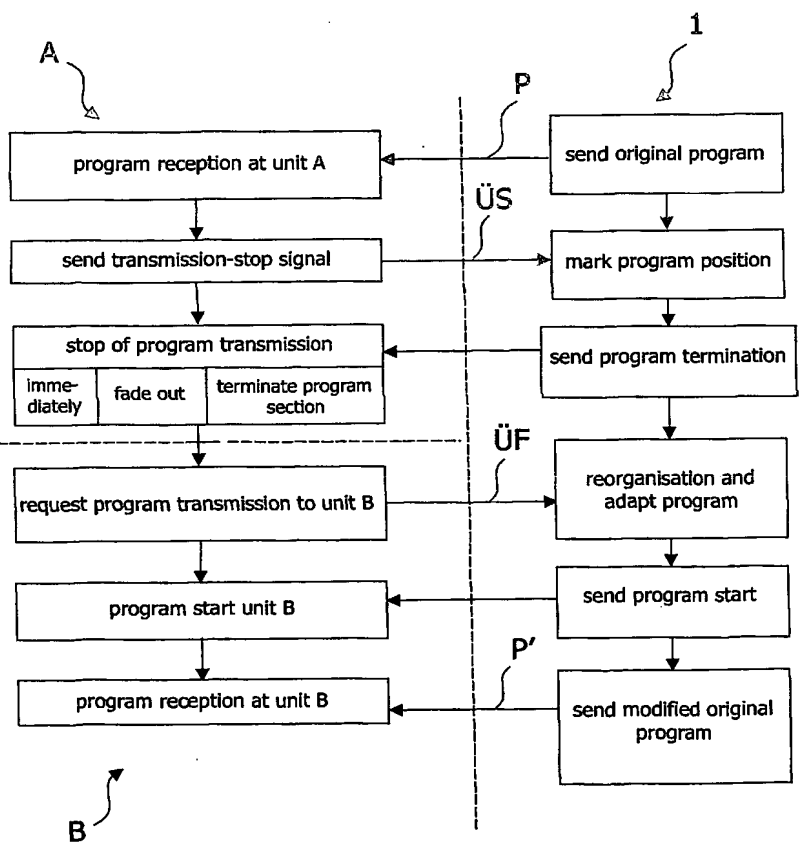 A
1
P
program reception at unit A
send original program
ÜS
send transmission-stop signal
mark program position
stop of program transmission
imme-
diately
fade out
terminate program
section
send program termination
ÜF
request program transmission to unit B
reorganisation and
adapt program
program start unit B
send program start
P'
program reception at unit B
send modified original
program
B